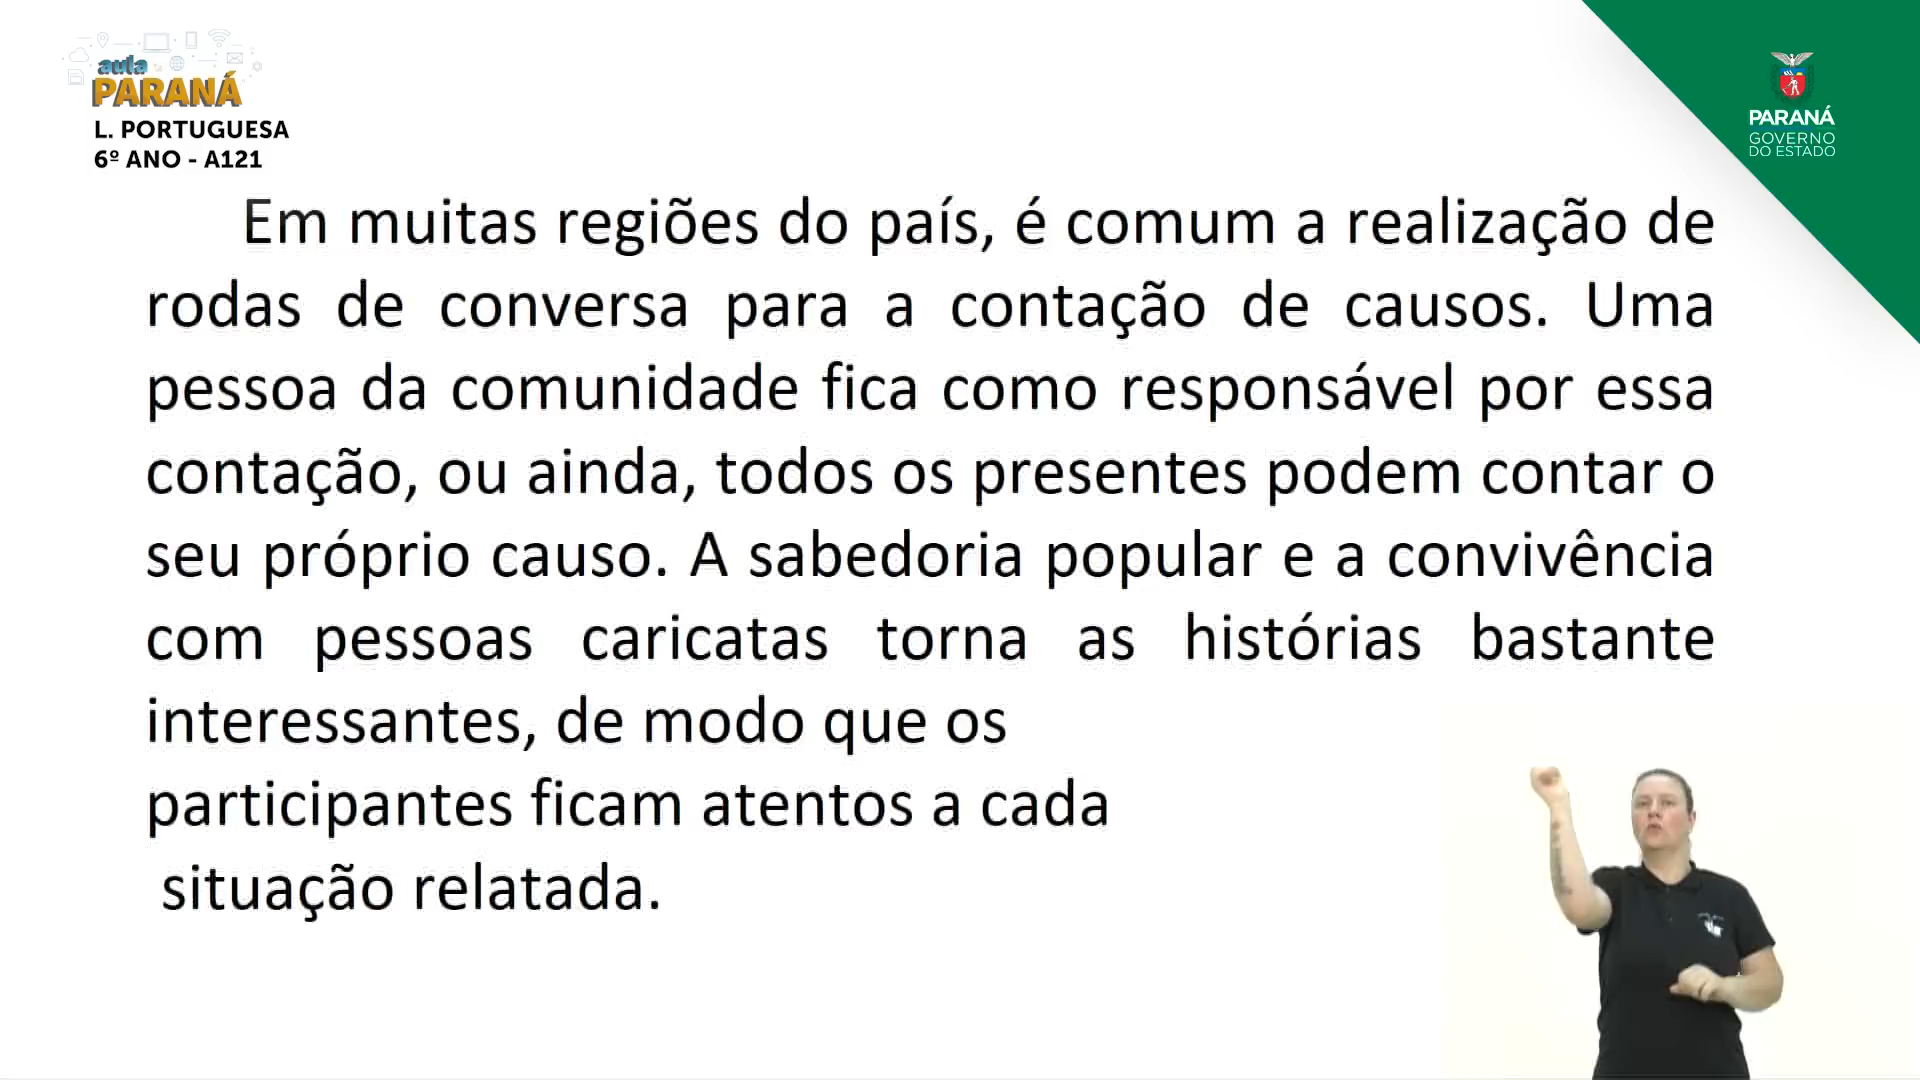 aula
PARANÁ
L. PORTUGUESA
6º ANO - A121
PARANÁ
GOVERNO
DO ESTADO
Em muitas regiões do país, é comum a realização de
rodas de conversa para a contação de causos. Uma
pessoa da comunidade fica como responsável por essa
contação, ou ainda, todos os presentes podem contar o
seu próprio causo. A sabedoria popular e a convivência
com pessoas caricatas torna as histórias bastante
interessantes, de modo que os
participantes ficam atentos a cada
situação relatada.